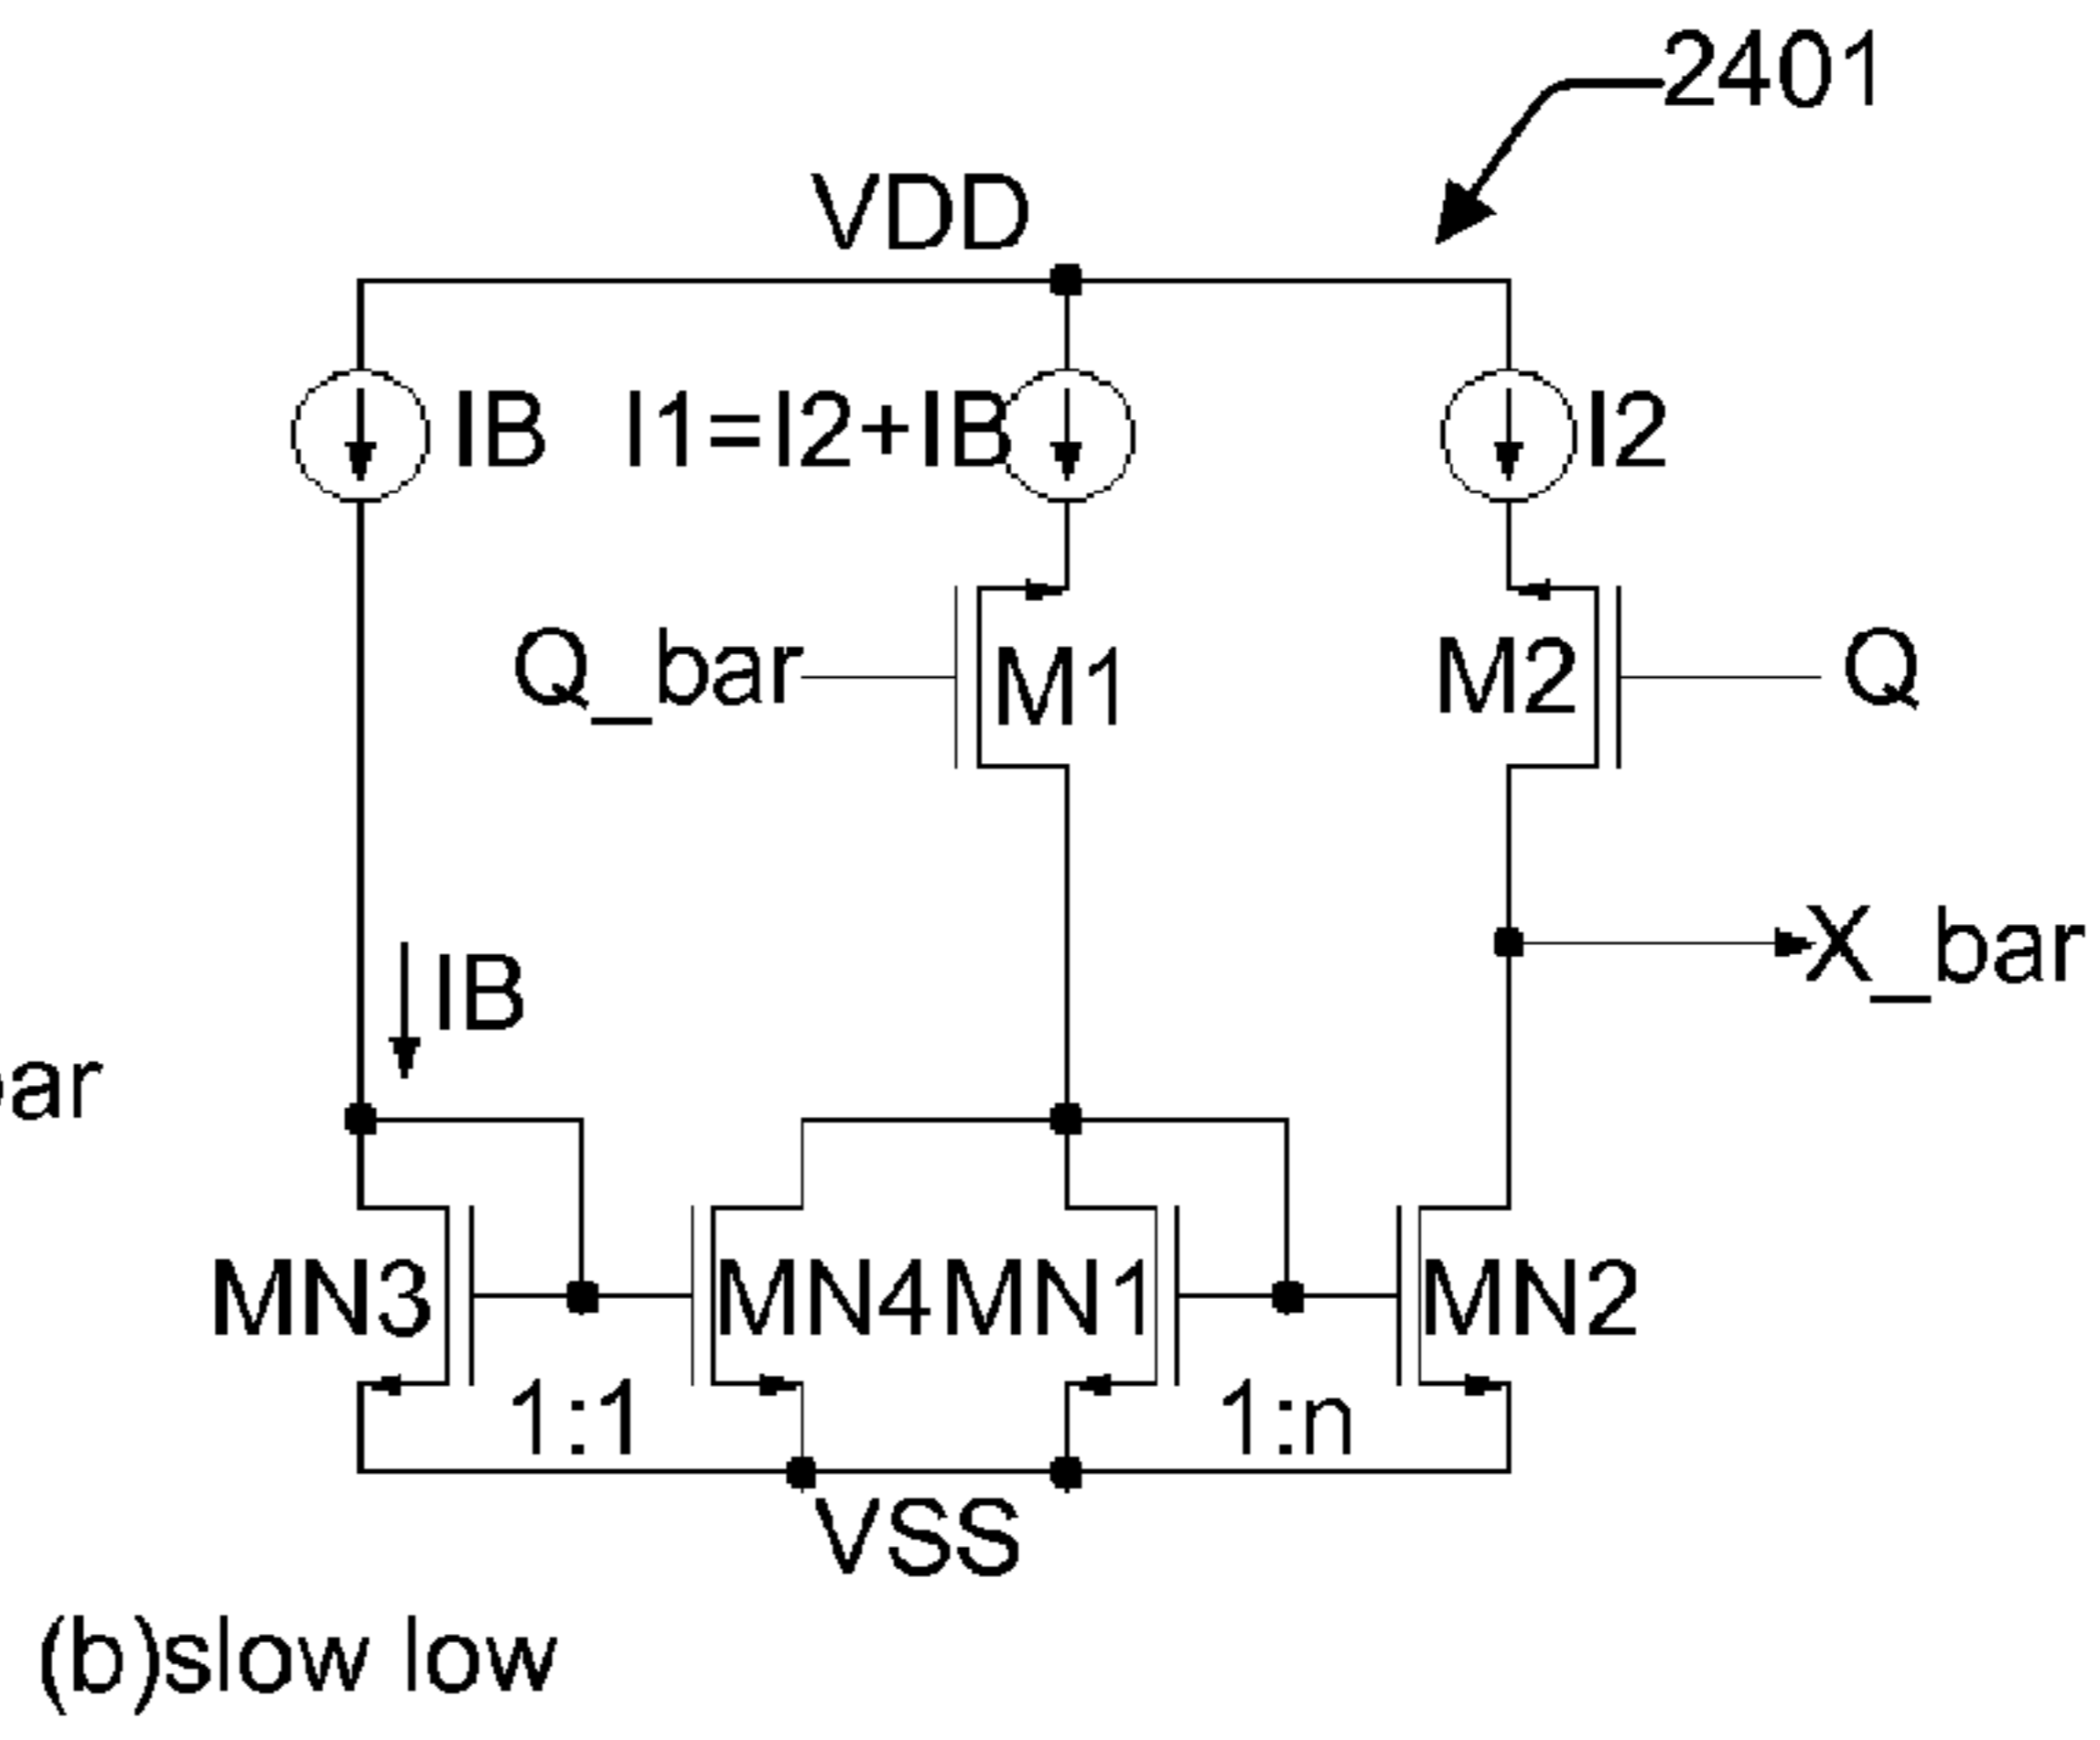 2401
VDD
IB I1=I2+IB I2
Q_bar M1 M2 Q
X_bar
IB
ar
MN3 MN4 MN1 MN2
1:1 1:n
VSS
(b)slow low